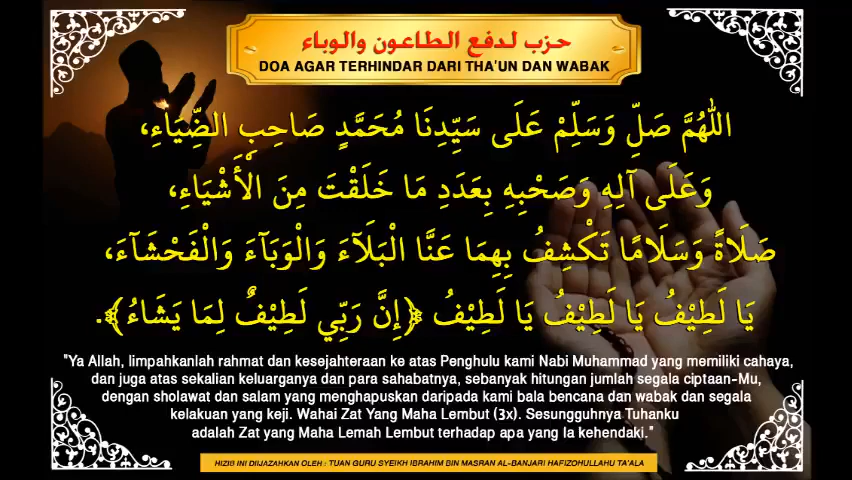 حزب لدفع الطاعون والوباء
DOA AGAR TERHINDAR DARI THA'UN DAN WABAK
اللّٰهُمَّ صَلِّ وَسَلِّمْ عَلَى سَيِّدِنَا مُحَمَّدٍ صَاحِبِ الضِّيَاءِ،
وَعَلَى آلِهِ وَصَحْبِهِ بِعَدَدِ مَا خَلَقْتَ مِنَ الْأَشْيَاءِ،
صَلَاةً وَسَلَامًا تَكْشِفُ بِهِمَا عَنَّا الْبَلَآءَ وَالْوَبَآءَ وَالْفَحْشَآءَ،
يَا لَطِيْفُ يَا لَطِيْفُ يَا لَطِيْفُ ﴿إِنَّ رَبِّي لَطِيْفٌ لِمَا يَشَاءُ﴾.
"Ya Allah, limpahkanlah rahmat dan kesejahteraan ke atas Penghulu kami Nabi Muhammad yang memiliki cahaya,
dan juga atas sekalian keluarganya dan para sahabatnya, sebanyak hitungan jumlah segala ciptaan-Mu,
dengan sholawat dan salam yang menghapuskan daripada kami bala bencana dan wabak dan segala
kelakuan yang keji. Wahai Zat Yang Maha Lembut (3x). Sesungguhnya Tuhanku
adalah Zat yang Maha Lemah Lembut terhadap apa yang Ia kehendaki."
HIZIB INI DIIJAZAHKAN OLEH : TUAN GURU SYEIKH IBRAHIM BIN MASRAN AL-BANJARI HAFIZOHULLAHU TA'ALA